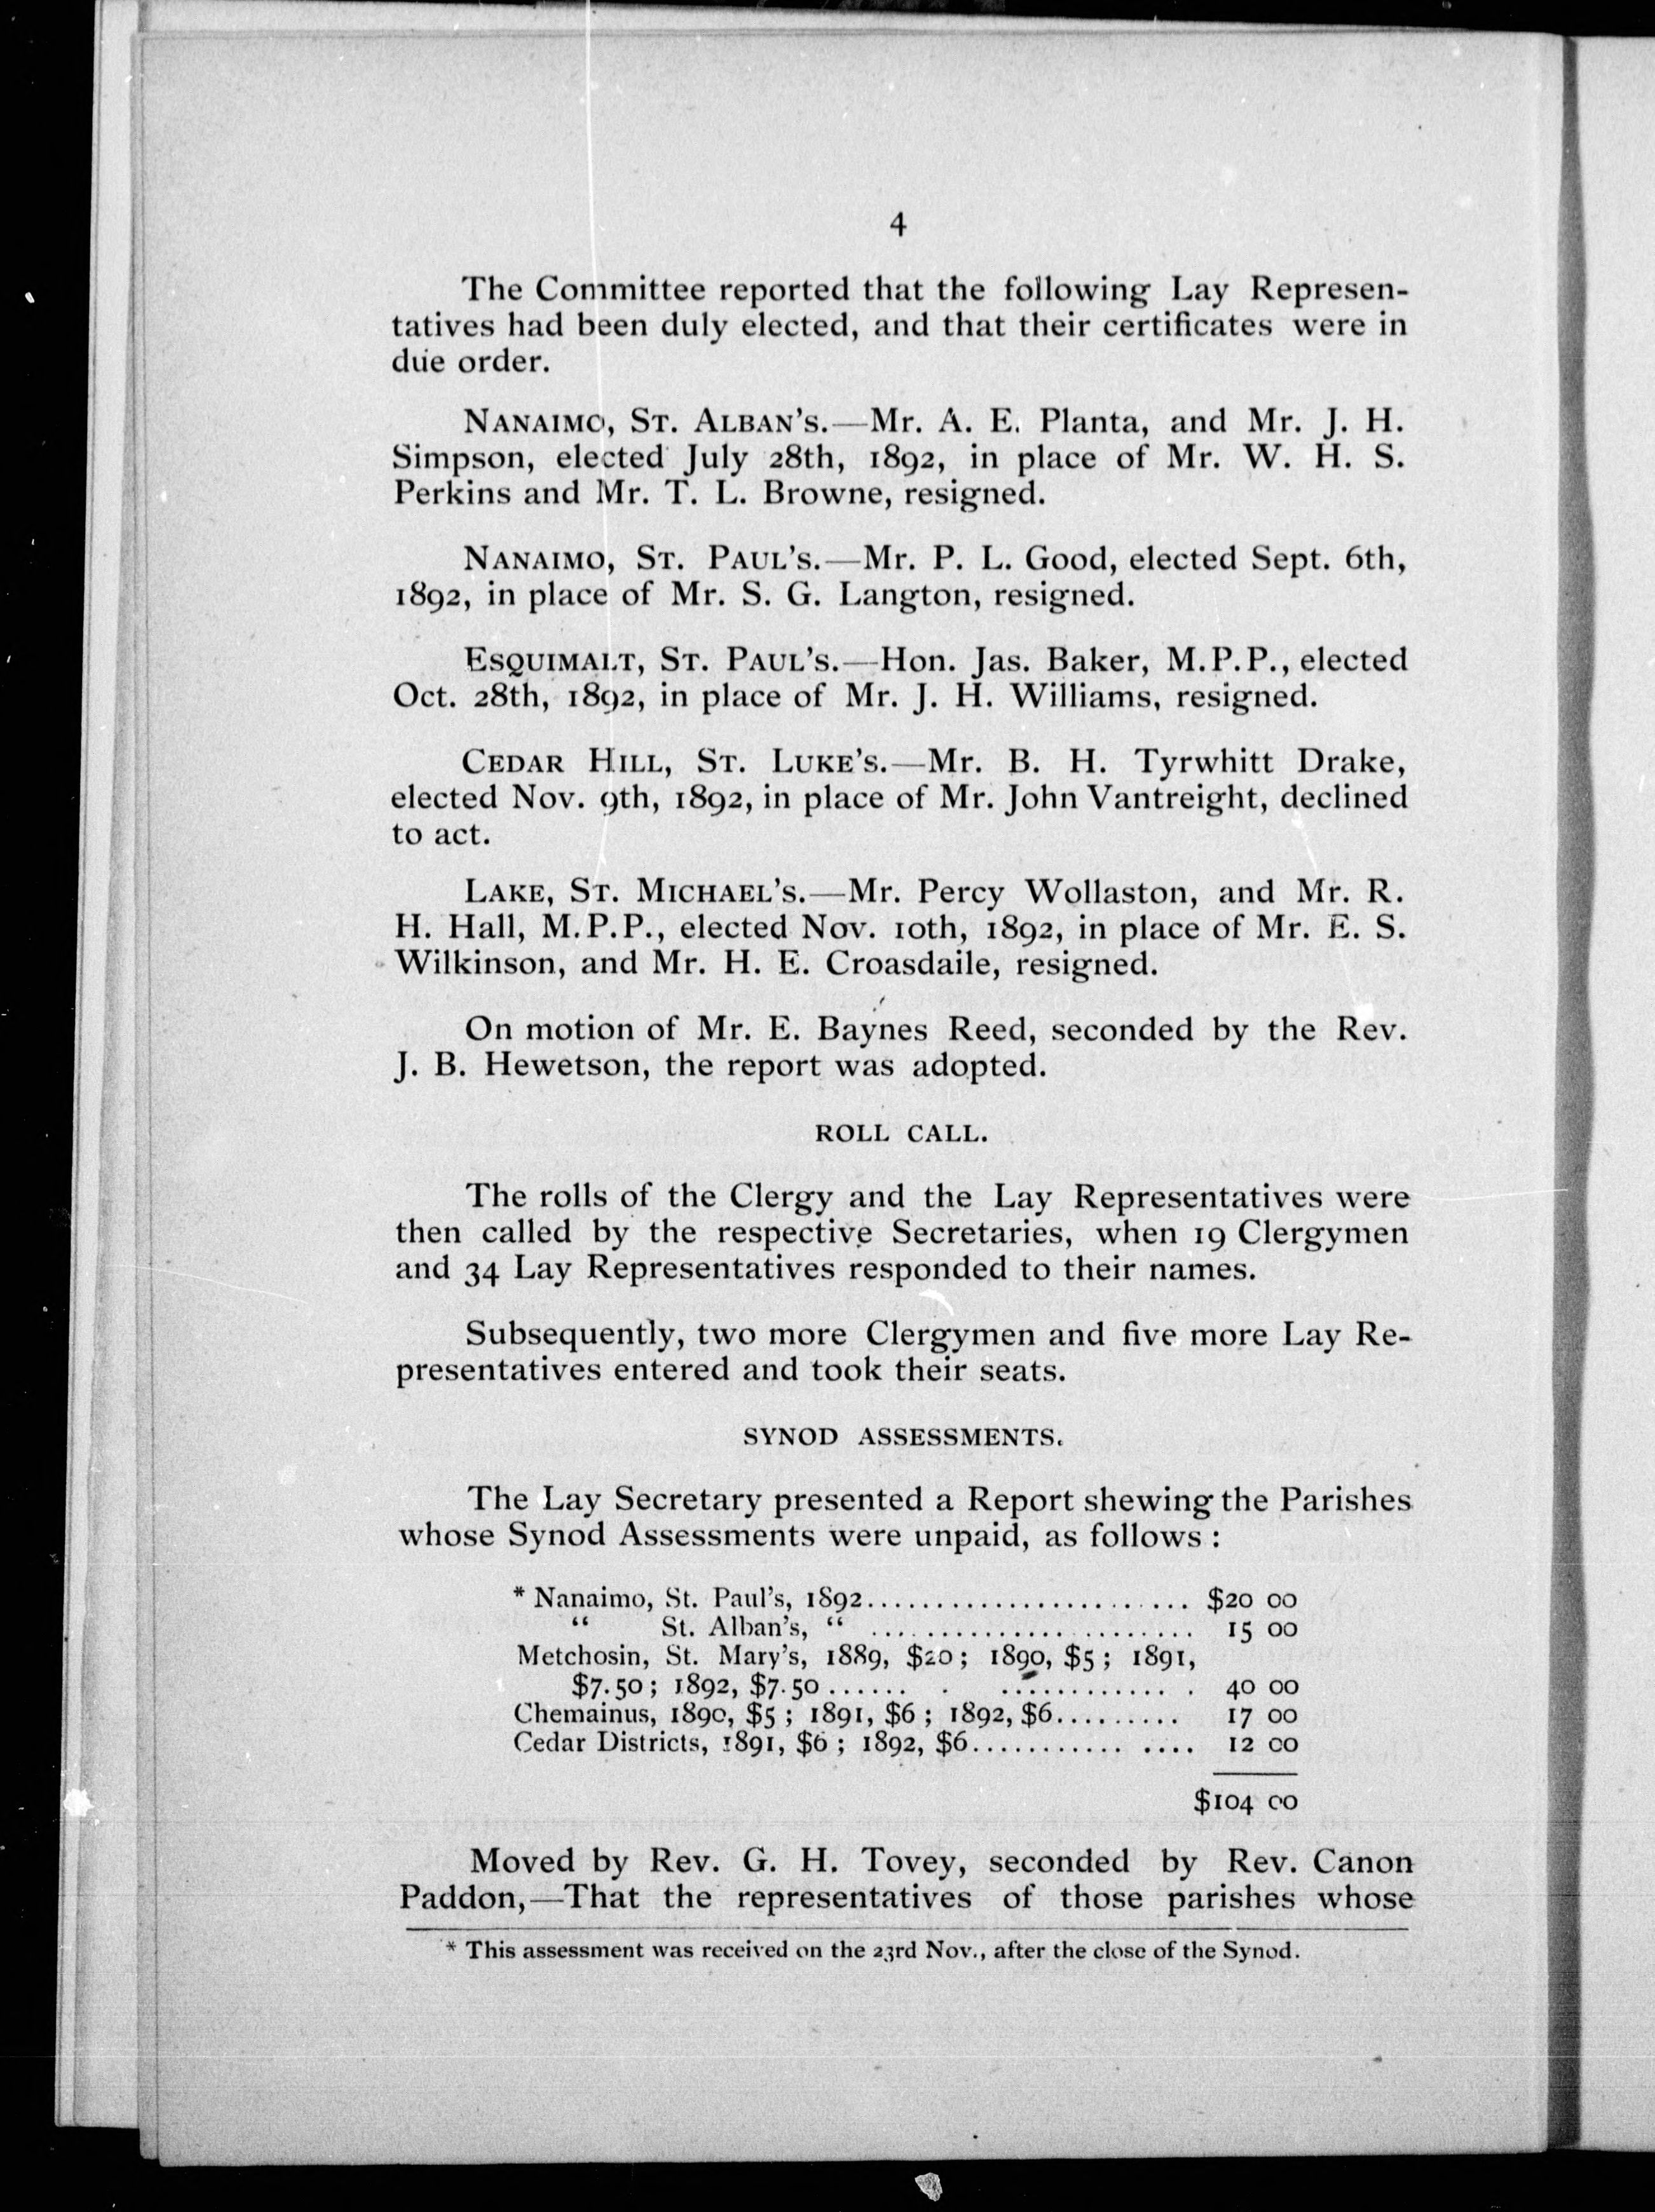 4
The Committee reported that the following Lay Represen-
tatives had been duly elected, and that their certificates were in
due order.
NANAIMO, ST. ALBAN'S.—Mr. A. E. Planta, and Mr. J. H.
Simpson, elected July 28th, 1892, in place of Mr. W. H. S.
Perkins and Mr. T. L. Browne, resigned.
NANAIMO, ST. PAUL'S.—Mr. P. L. Good, elected Sept. 6th,
1892, in place of Mr. S. G. Langton, resigned.
ESQUIMALT, ST. PAUL'S.—Hon. Jas. Baker, M.P.P., elected
Oct. 28th, 1892, in place of Mr. J. H. Williams, resigned.
CEDAR HILL, ST. LUKE'S.—Mr. B. H. Tyrwhitt Drake,
elected Nov. 9th, 1892, in place of Mr. John Vantreight, declined
to act.
LAKE, ST. MICHAEL'S.—Mr. Percy Wollaston, and Mr. R.
H. Hall, M.P.P., elected Nov. 10th, 1892, in place of Mr. E. S.
Wilkinson, and Mr. H. E. Croasdaile, resigned.
On motion of Mr. E. Baynes Reed, seconded by the Rev.
J. B. Hewetson, the report was adopted.
ROLL CALL.
The rolls of the Clergy and the Lay Representatives were
then called by the respective Secretaries, when 19 Clergymen
and 34 Lay Representatives responded to their names.
Subsequently, two more Clergymen and five more Lay Re-
presentatives entered and took their seats.
SYNOD ASSESSMENTS.
The Lay Secretary presented a Report shewing the Parishes
whose Synod Assessments were unpaid, as follows :
* Nanaimo, St. Paul's, 1892........................ $20 00
" St. Alban's, " ........................ 15 00
Metchosin, St. Mary's, 1889, $20; 1890, $5; 1891,
$7.50; 1892, $7.50...... . ............. . 40 00
Chemainus, 1890, $5; 1891, $6; 1892, $6......... 17 00
Cedar Districts, 1891, $6; 1892, $6........... .... 12 00
$104 00
Moved by Rev. G. H. Tovey, seconded by Rev. Canon
Paddon,—That the representatives of those parishes whose
* This assessment was received on the 23rd Nov., after the close of the Synod.